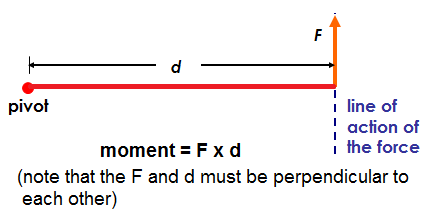 F
d
pivot
line of
action of
the force
moment = F x d
(note that the F and d must be perpendicular to
each other)